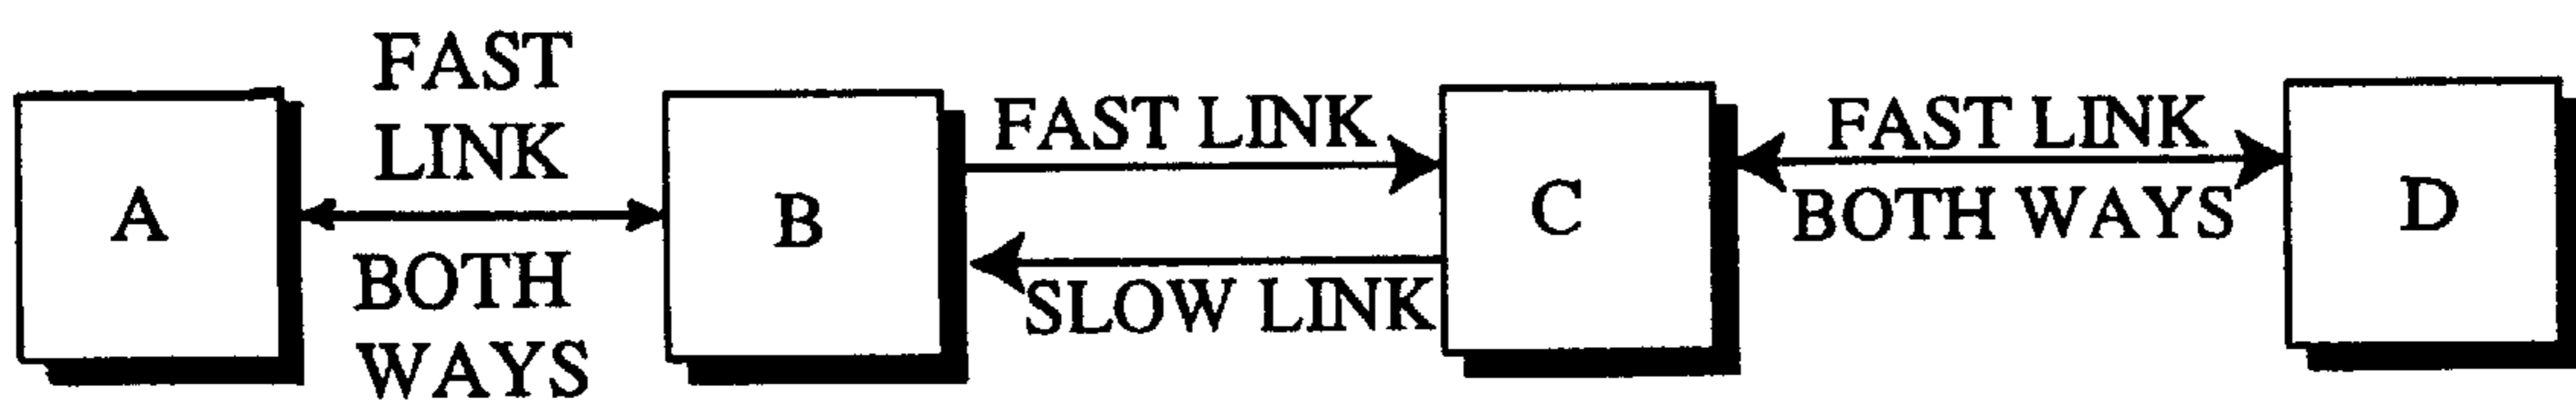 A
FAST
LINK
BOTH
WAYS
B
FAST LINK
SLOW LINK
C
FAST LINK
BOTH WAYS
D